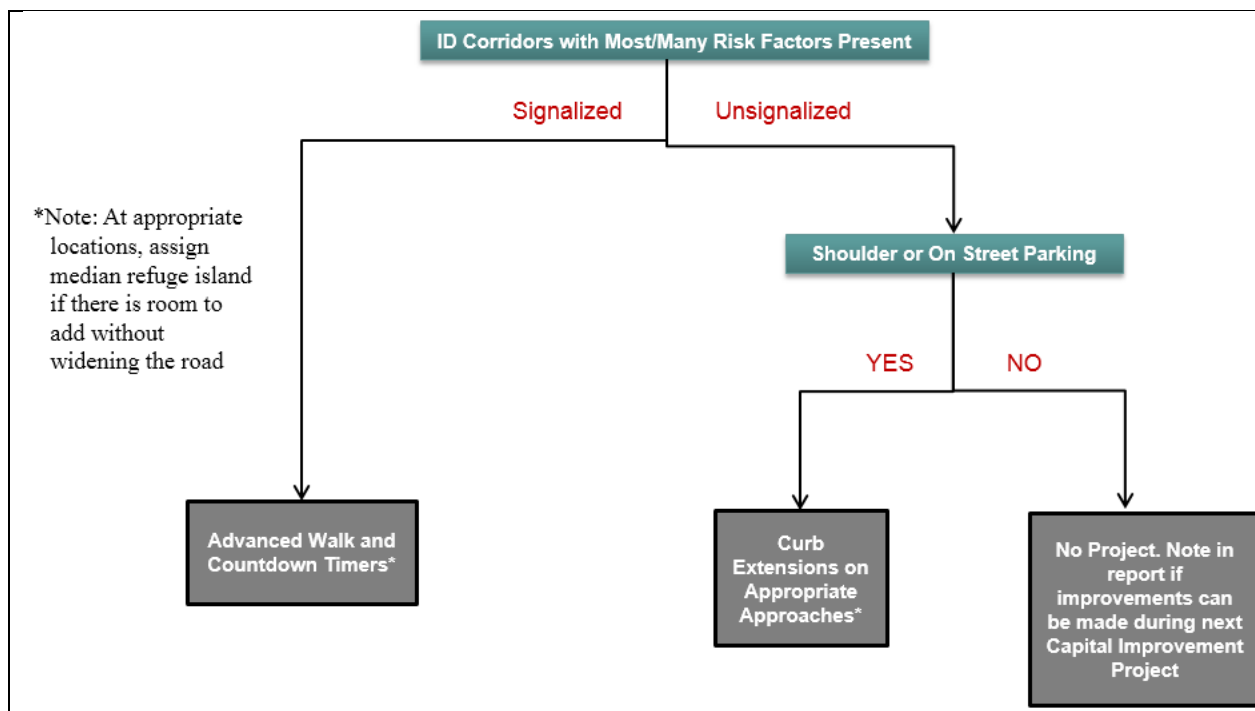 ID Corridors with Most/Many Risk Factors Present
Signalized
Unsignalized
*Note: At appropriate
locations, assign
median refuge island
if there is room to
add without
widening the road
Shoulder or On Street Parking
YES
NO
Advanced Walk and
Countdown Timers*
Curb
Extensions on
Appropriate
Approaches*
No Project. Note in
report if
improvements can
be made during next
Capital Improvement
Project